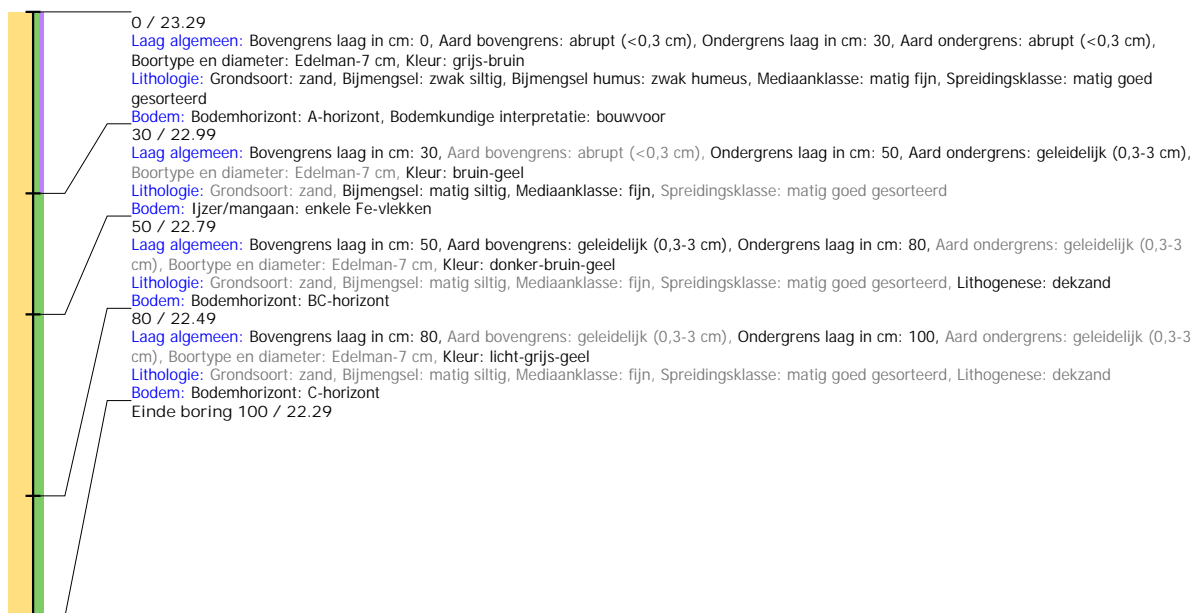 0 / 23.29
Laag algemeen: Bovengrens laag in cm: 0, Aard bovengrens: abrupt (<0,3 cm), Ondergrens laag in cm: 30, Aard ondergrens: abrupt (<0,3 cm),
Boortype en diameter: Edelman-7 cm, Kleur: grijs-bruin
Lithologie: Grondsoort: zand, Bijmengsel: zwak siltig, Bijmengsel humus: zwak humeus, Mediaanklasse: matig fijn, Spreidingsklasse: matig goed
gesorteerd
Bodem: Bodemhorizont: A-horizont, Bodemkundige interpretatie: bouwvoor
30 / 22.99
Laag algemeen: Bovengrens laag in cm: 30, Aard bovengrens: abrupt (<0,3 cm), Ondergrens laag in cm: 50, Aard ondergrens: geleidelijk (0,3-3 cm),
Boortype en diameter: Edelman-7 cm, Kleur: bruin-geel
Lithologie: Grondsoort: zand, Bijmengsel: matig siltig, Mediaanklasse: fijn, Spreidingsklasse: matig goed gesorteerd
Bodem: Ijzer/mangaan: enkele Fe-vlekken
50 / 22.79
Laag algemeen: Bovengrens laag in cm: 50, Aard bovengrens: geleidelijk (0,3-3 cm), Ondergrens laag in cm: 80, Aard ondergrens: geleidelijk (0,3-3
cm), Boortype en diameter: Edelman-7 cm, Kleur: donker-bruin-geel
Lithologie: Grondsoort: zand, Bijmengsel: matig siltig, Mediaanklasse: fijn, Spreidingsklasse: matig goed gesorteerd, Lithogenese: dekzand
Bodem: Bodemhorizont: BC-horizont
80 / 22.49
Laag algemeen: Bovengrens laag in cm: 80, Aard bovengrens: geleidelijk (0,3-3 cm), Ondergrens laag in cm: 100, Aard ondergrens: geleidelijk (0,3-3
cm), Boortype en diameter: Edelman-7 cm, Kleur: licht-grijs-geel
Lithologie: Grondsoort: zand, Bijmengsel: matig siltig, Mediaanklasse: fijn, Spreidingsklasse: matig goed gesorteerd, Lithogenese: dekzand
Bodem: Bodemhorizont: C-horizont
Einde boring 100 / 22.29